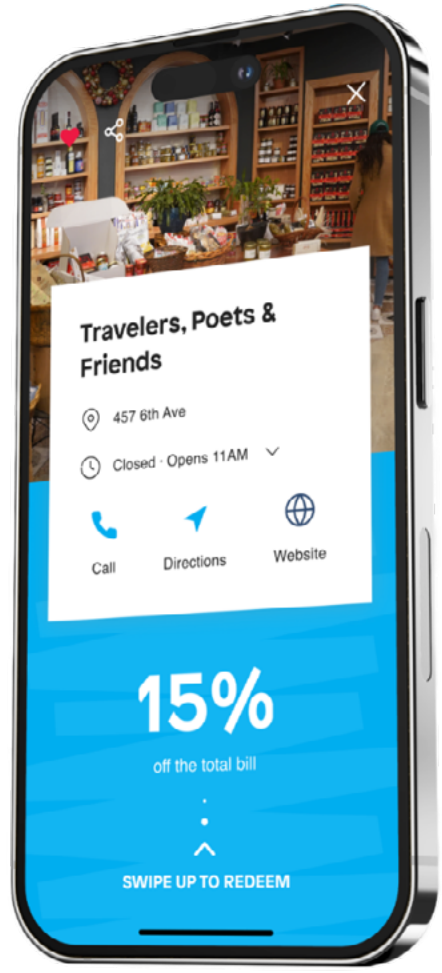 Travelers, Poets &
Friends
457 6th Ave
Closed · Opens 11AM
Call
Directions
Website
15%
off the total bill
SWIPE UP TO REDEEM